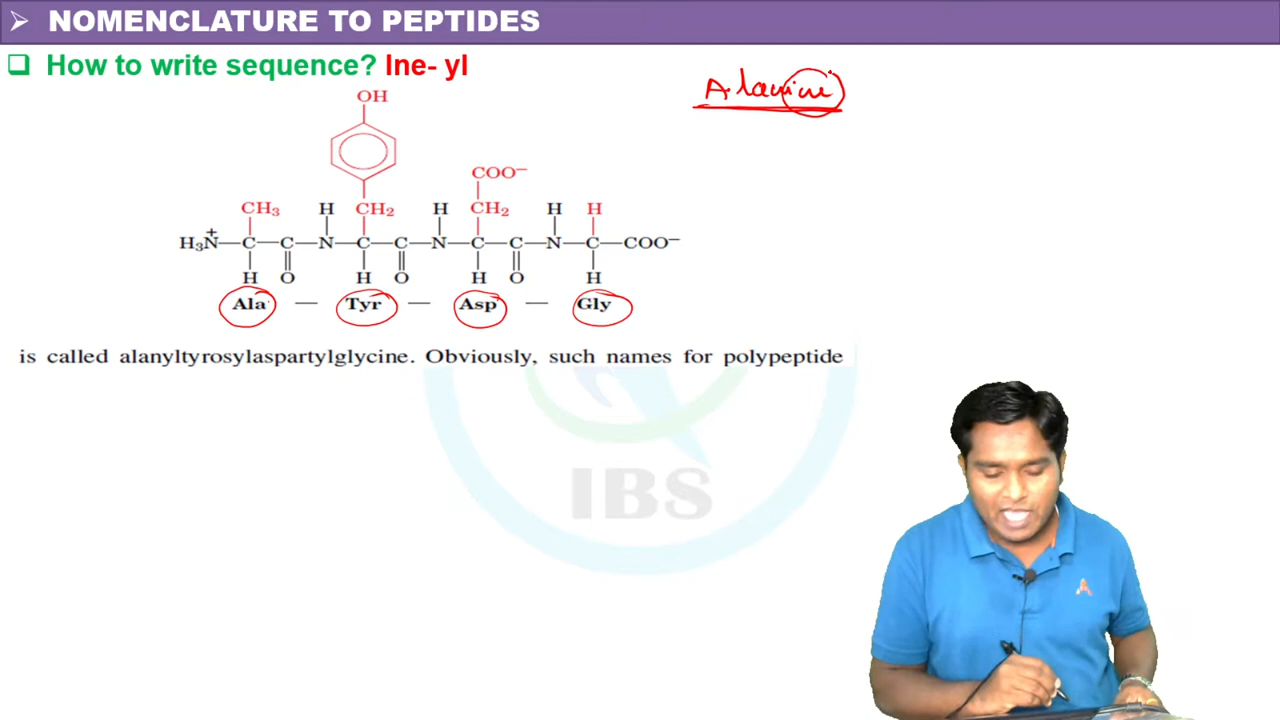 ➢ NOMENCLATURE TO PEPTIDES
❑ How to write sequence? Ine- yl
Alanine
OH
COO⁻
CH₃ H CH₂ H CH₂ H H
H₃N⁺—C—C—N—C—C—N—C—C—N—C—COO⁻
H O H O H O H
Ala — Tyr — Asp — Gly
is called alanyltyrosylaspartylglycine. Obviously, such names for polypeptide
IBS